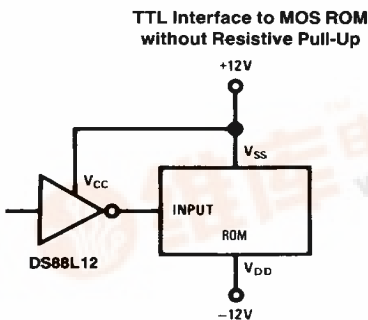 TTL Interface to MOS ROM
without Resistive Pull-Up
+12V
VSS
VCC
INPUT
ROM
DS88L12
VDD
−12V